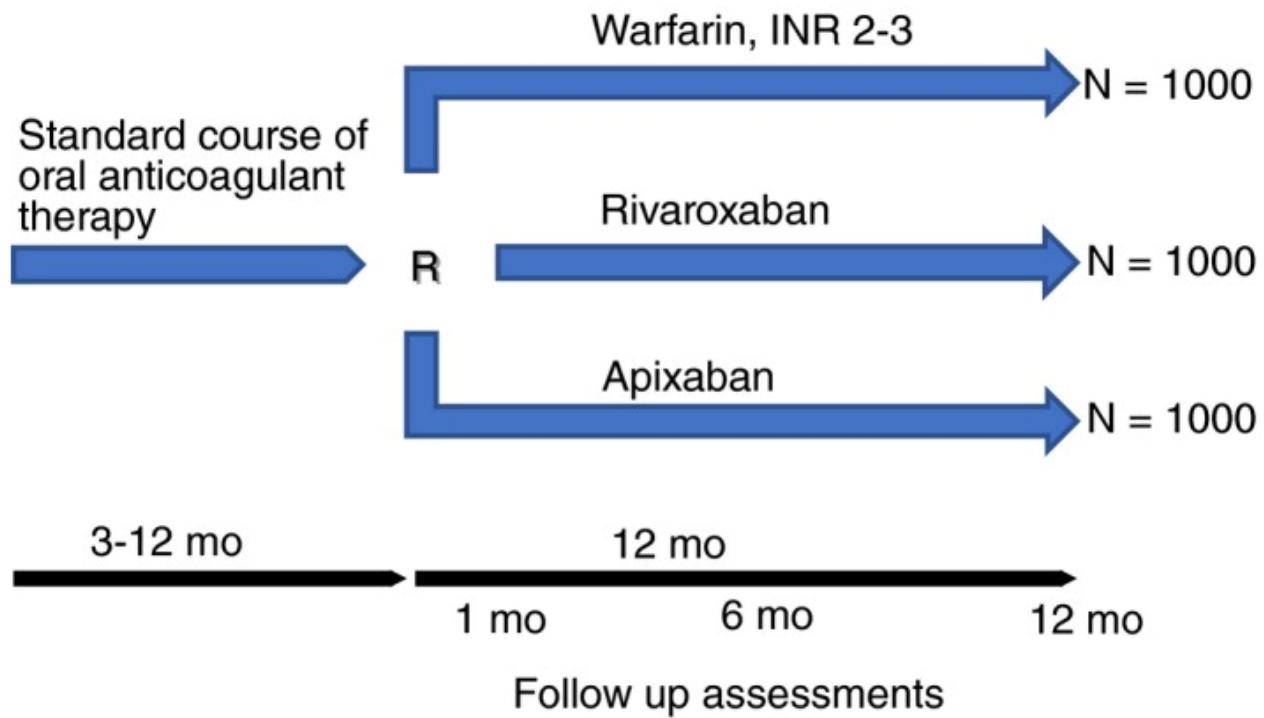 Warfarin, INR 2-3
N = 1000
Standard course of
oral anticoagulant
therapy
Rivaroxaban
R
N = 1000
Apixaban
N = 1000
3-12 mo
12 mo
1 mo
6 mo
12 mo
Follow up assessments